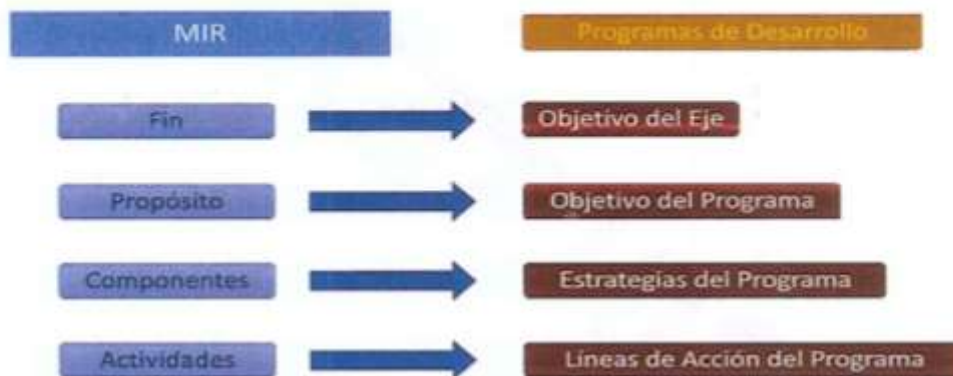 MIR
Programas de Desarrollo
Fin
Objetivo del Eje
Propósito
Objetivo del Programa
Componentes
Estrategías del Programa
Actividades
Líneas de Acción del Programa